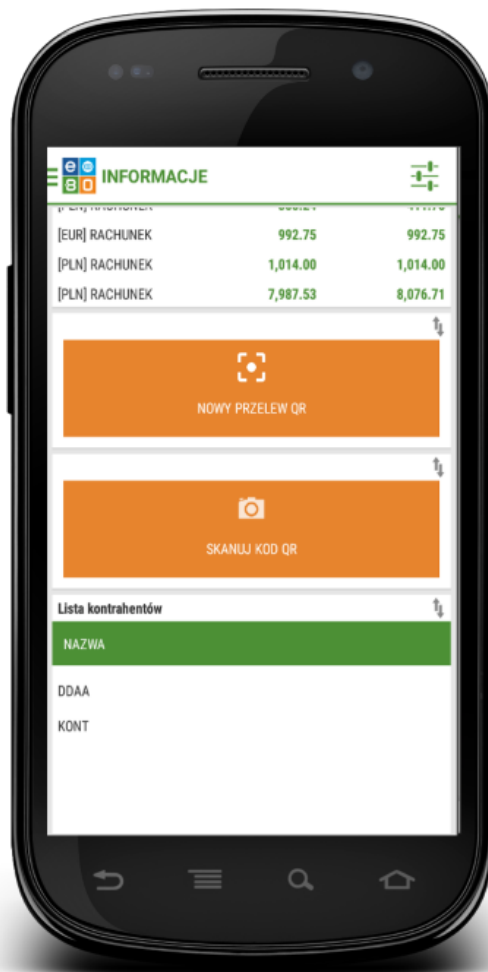 INFORMACJE
[EUR] RACHUNEK 992.75 992.75
[PLN] RACHUNEK 1,014.00 1,014.00
[PLN] RACHUNEK 7,987.53 8,076.71
NOWY PRZELEW QR
SKANUJ KOD QR
Lista kontrahentów
NAZWA
DDAA
KONT